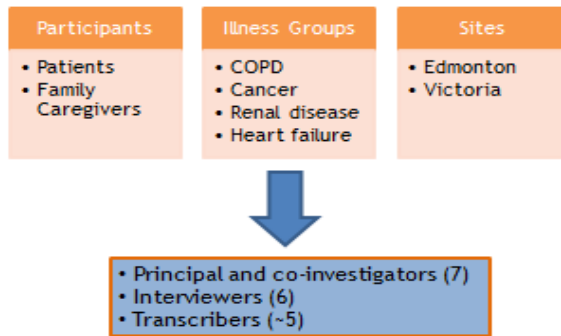 Participants
• Patients
• Family
Caregivers
Illness Groups
• COPD
• Cancer
• Renal disease
• Heart failure
Sites
• Edmonton
• Victoria
• Principal and co-investigators (7)
• Interviewers (6)
• Transcribers (~5)